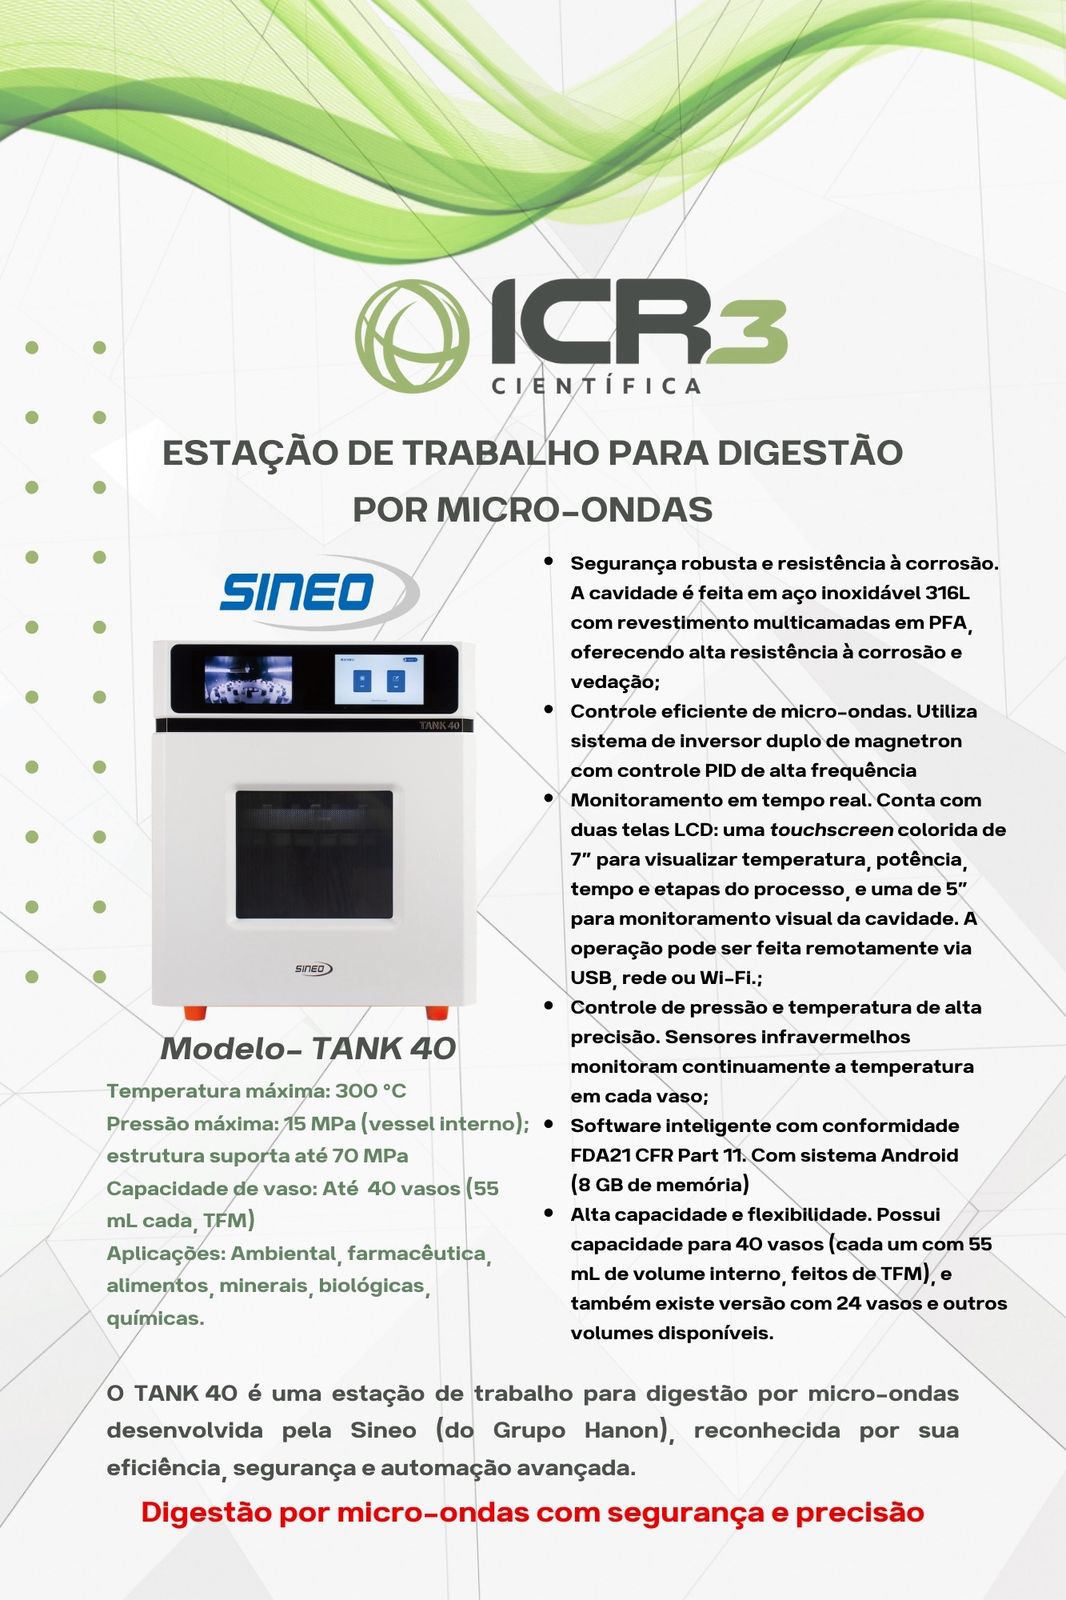 ICR3
CIENTÍFICA
ESTAÇÃO DE TRABALHO PARA DIGESTÃO
POR MICRO-ONDAS
SINEO
TANK 40
SINEO
Modelo- TANK 40
Temperatura máxima: 300 °C
Pressão máxima: 15 MPa (vessel interno);
estrutura suporta até 70 MPa
Capacidade de vaso: Até 40 vasos (55
mL cada, TFM)
Aplicações: Ambiental, farmacêutica,
alimentos, minerais, biológicas,
químicas.
• Segurança robusta e resistência à corrosão.
A cavidade é feita em aço inoxidável 316L
com revestimento multicamadas em PFA,
oferecendo alta resistência à corrosão e
vedação;
• Controle eficiente de micro-ondas. Utiliza
sistema de inversor duplo de magnetron
com controle PID de alta frequência
• Monitoramento em tempo real. Conta com
duas telas LCD: uma touchscreen colorida de
7” para visualizar temperatura, potência,
tempo e etapas do processo, e uma de 5”
para monitoramento visual da cavidade. A
operação pode ser feita remotamente via
USB, rede ou Wi-Fi.;
• Controle de pressão e temperatura de alta
precisão. Sensores infravermelhos
monitoram continuamente a temperatura
em cada vaso;
• Software inteligente com conformidade
FDA21 CFR Part 11. Com sistema Android
(8 GB de memória)
• Alta capacidade e flexibilidade. Possui
capacidade para 40 vasos (cada um com 55
mL de volume interno, feitos de TFM), e
também existe versão com 24 vasos e outros
volumes disponíveis.
O TANK 40 é uma estação de trabalho para digestão por micro-ondas
desenvolvida pela Sineo (do Grupo Hanon), reconhecida por sua
eficiência, segurança e automação avançada.
Digestão por micro-ondas com segurança e precisão